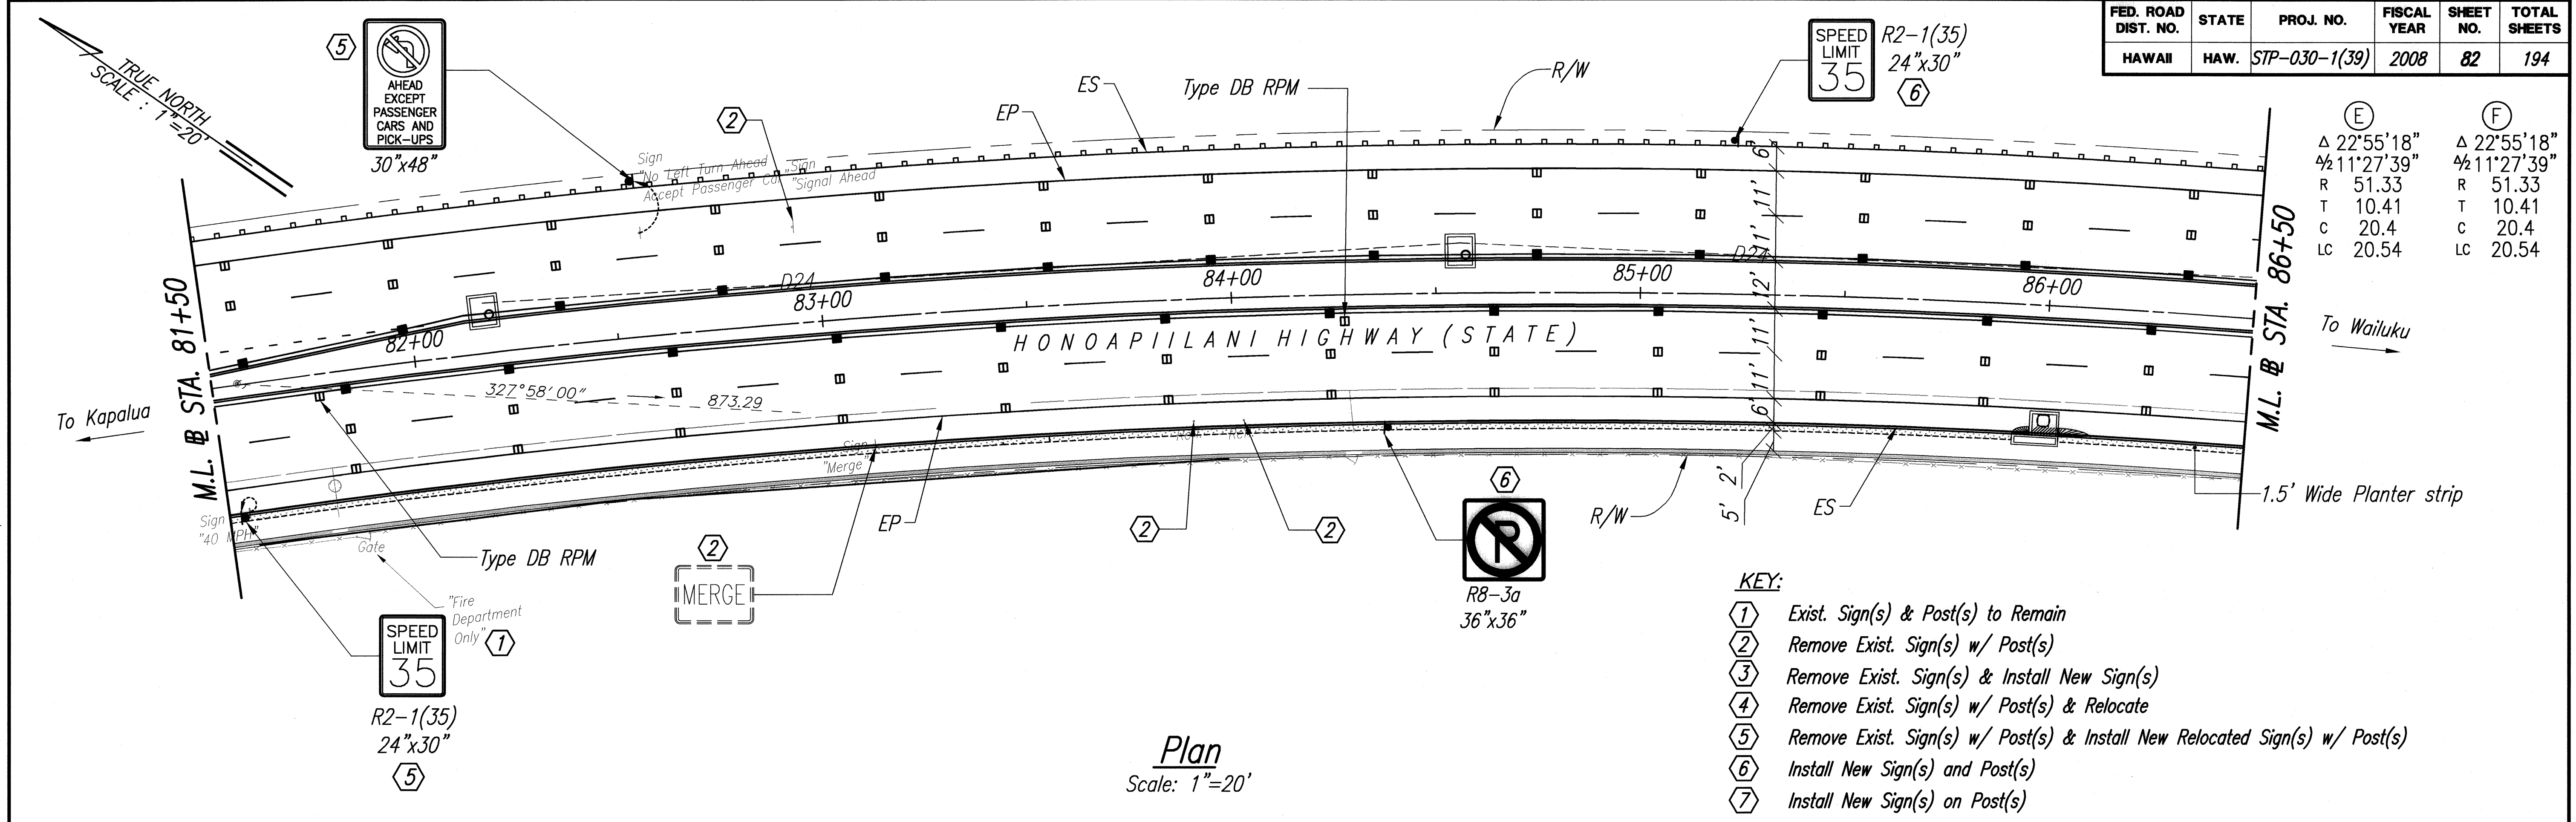 FED. ROAD DIST. NO.
STATE
PROJ. NO.
FISCAL YEAR
SHEET NO.
TOTAL SHEETS
HAWAII
HAW.
STP-030-1(39)
2008
82
194
TRUE NORTH
SCALE : 1"=20'
5
AHEAD
EXCEPT
PASSENGER
CARS AND
PICK-UPS
30"x48"
2
Sign
"No Left Turn Ahead
Accept Passenger Car"
Sign
"Signal Ahead
EP
ES
Type DB RPM
R/W
SPEED
LIMIT
35
R2-1(35)
24"x30"
6
E
Δ 22°55'18"
Δ/2 11°27'39"
R 51.33
T 10.41
C 20.4
LC 20.54
F
Δ 22°55'18"
Δ/2 11°27'39"
R 51.33
T 10.41
C 20.4
LC 20.54
M.L. BL STA. 81+50
M.L. BL STA. 86+50
6'
11'
11'
12'
11'
11'
6'
2'
5'
D24
D24
82+00
83+00
84+00
85+00
86+00
HONOAPIILANI HIGHWAY (STATE)
327°58'00"
873.29
To Kapalua
To Wailuku
Sign
"40 MPH"
Gate
Type DB RPM
"Fire
Department
Only"
1
SPEED
LIMIT
35
R2-1(35)
24"x30"
5
Sign
"Merge"
2
MERGE
EP
2
2
6
P
R8-3a
36"x36"
R/W
ES
1.5' Wide Planter strip
KEY:
1 Exist. Sign(s) & Post(s) to Remain
2 Remove Exist. Sign(s) w/ Post(s)
3 Remove Exist. Sign(s) & Install New Sign(s)
4 Remove Exist. Sign(s) w/ Post(s) & Relocate
5 Remove Exist. Sign(s) w/ Post(s) & Install New Relocated Sign(s) w/ Post(s)
6 Install New Sign(s) and Post(s)
7 Install New Sign(s) on Post(s)
Plan
Scale: 1"=20'